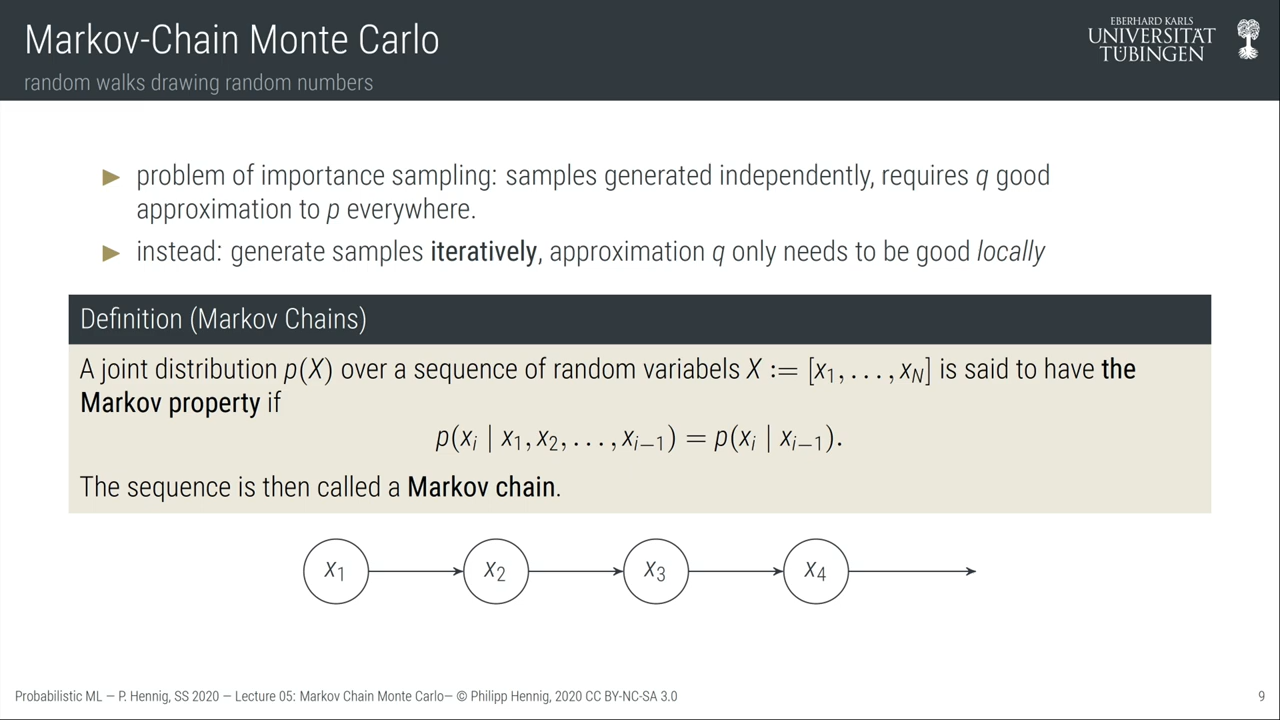 Markov-Chain Monte Carlo
random walks drawing random numbers
EBERHARD KARLS
UNIVERSITÄT
TÜBINGEN
▶ problem of importance sampling: samples generated independently, requires q good
approximation to p everywhere.
▶ instead: generate samples iteratively, approximation q only needs to be good locally
Definition (Markov Chains)
A joint distribution p(X) over a sequence of random variabels X := [x₁, . . . , x_N] is said to have the
Markov property if
p(xᵢ | x₁, x₂, . . . , xᵢ₋₁) = p(xᵢ | xᵢ₋₁).
The sequence is then called a Markov chain.
x₁ x₂ x₃ x₄
Probabilistic ML — P. Hennig, SS 2020 — Lecture 05: Markov Chain Monte Carlo— © Philipp Hennig, 2020 CC BY-NC-SA 3.0
9